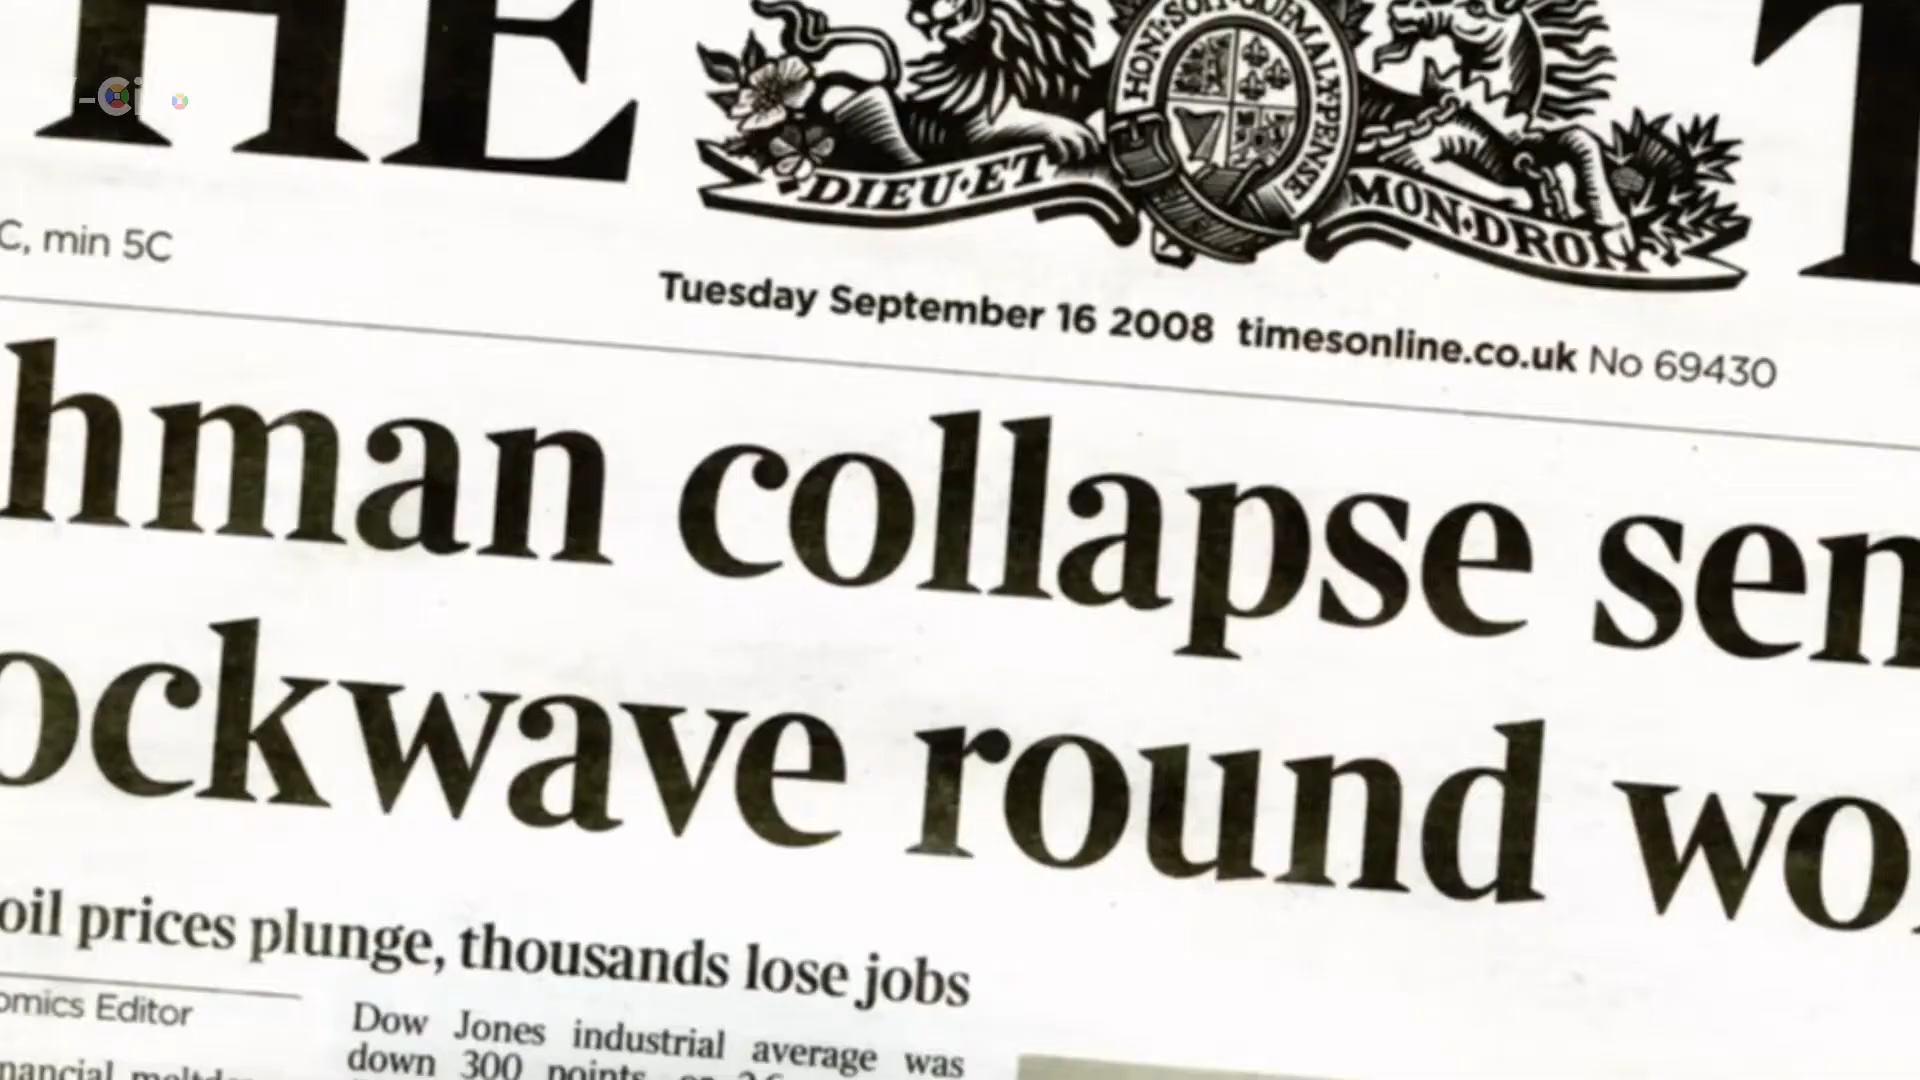 HE T
HONI·SOIT·QUI·MAL·Y·PENSE
DIEU·ET MON·DROIT
C, min 5C
Tuesday September 16 2008 timesonline.co.uk No 69430
hman collapse sen
ockwave round wo
oil prices plunge, thousands lose jobs
omics Editor
Dow Jones industrial average was
down 300 points,